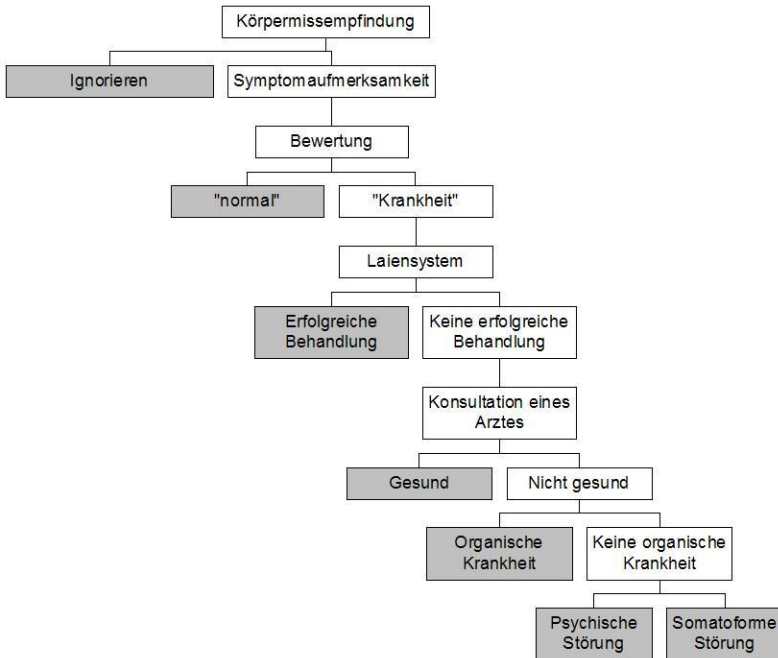 Körpermissempfindung
Ignorieren
Symptomaufmerksamkeit
Bewertung
"normal"
"Krankheit"
Laiensystem
Erfolgreiche
Behandlung
Keine erfolgreiche
Behandlung
Konsultation eines
Arztes
Gesund
Nicht gesund
Organische
Krankheit
Keine organische
Krankheit
Psychische
Störung
Somatoforme
Störung